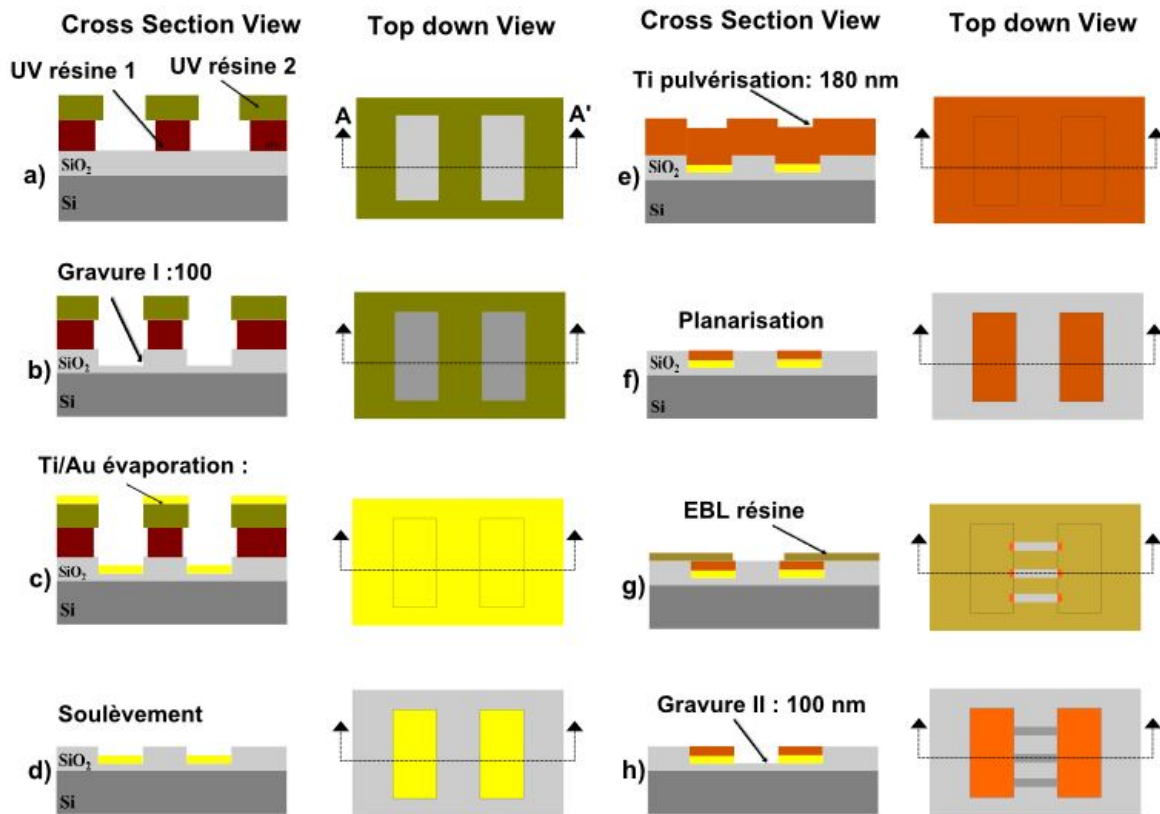 Cross Section View
Top down View
UV résine 1
UV résine 2
A
A'
SiO2
a)
Si
Gravure I :100
SiO2
b)
Si
Ti/Au évaporation :
SiO2
c)
Si
Soulèvement
SiO2
d)
Si
Cross Section View
Top down View
Ti pulvérisation: 180 nm
SiO2
e)
Si
Planarisation
SiO2
f)
Si
EBL résine
g)
Gravure II : 100 nm
h)